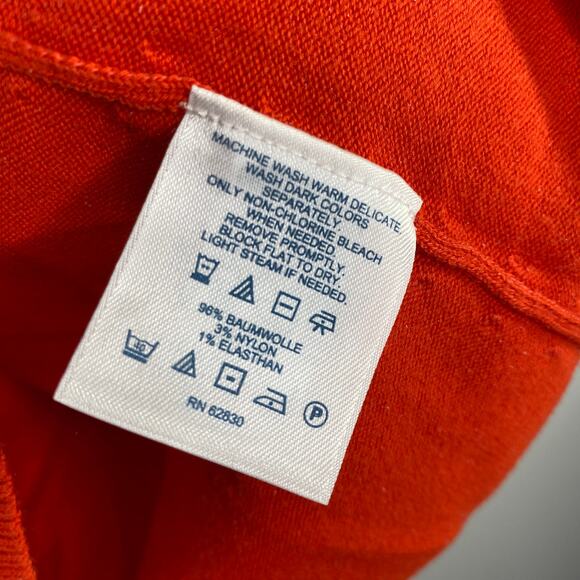 MACHINE WASH WARM DELICATE
WASH DARK COLORS
SEPARATELY.
ONLY NON-CHLORINE BLEACH
WHEN NEEDED
REMOVE PROMPTLY.
BLOCK FLAT TO DRY.
LIGHT STEAM IF NEEDED.
96% BAUMWOLLE
3% NYLON
1% ELASTHAN
40
P
RN 62830